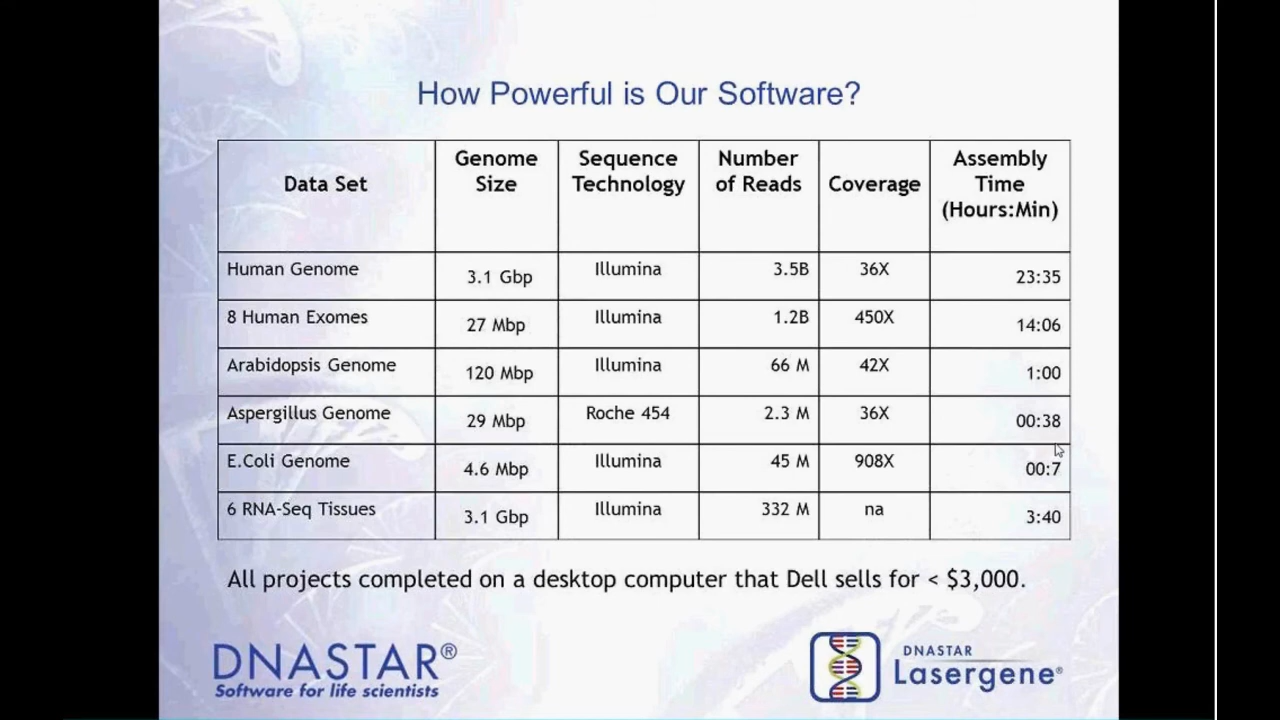 How Powerful is Our Software?
Data Set Genome Size Sequence Technology Number of Reads Coverage Assembly Time (Hours:Min)
Human Genome 3.1 Gbp Illumina 3.5B 36X 23:35
8 Human Exomes 27 Mbp Illumina 1.2B 450X 14:06
Arabidopsis Genome 120 Mbp Illumina 66 M 42X 1:00
Aspergillus Genome 29 Mbp Roche 454 2.3 M 36X 00:38
E.Coli Genome 4.6 Mbp Illumina 45 M 908X 00:7
6 RNA-Seq Tissues 3.1 Gbp Illumina 332 M na 3:40
All projects completed on a desktop computer that Dell sells for < $3,000.
DNASTAR®
Software for life scientists
DNASTAR
Lasergene®